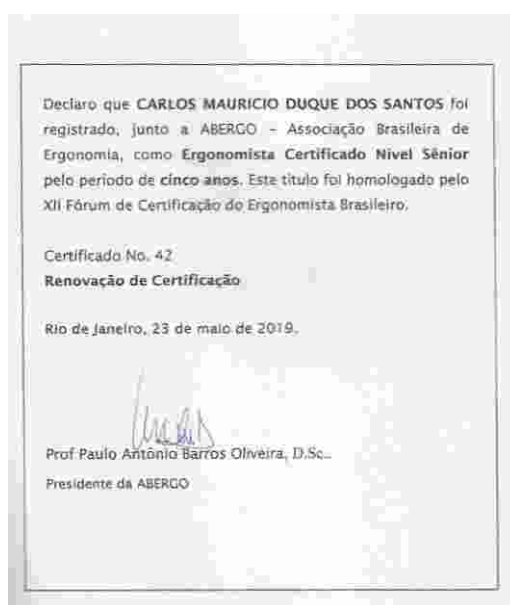 Declaro que CARLOS MAURICIO DUQUE DOS SANTOS foi
registrado, junto a ABERGO - Associação Brasileira de
Ergonomia, como Ergonomista Certificado Nível Sênior
pelo período de cinco anos. Este título foi homologado pelo
XII Fórum de Certificação do Ergonomista Brasileiro.
Certificado No. 42
Renovação de Certificação
Rio de Janeiro, 23 de maio de 2019.
Prof Paulo Antônio Barros Oliveira, D.Sc..
Presidente da ABERGO